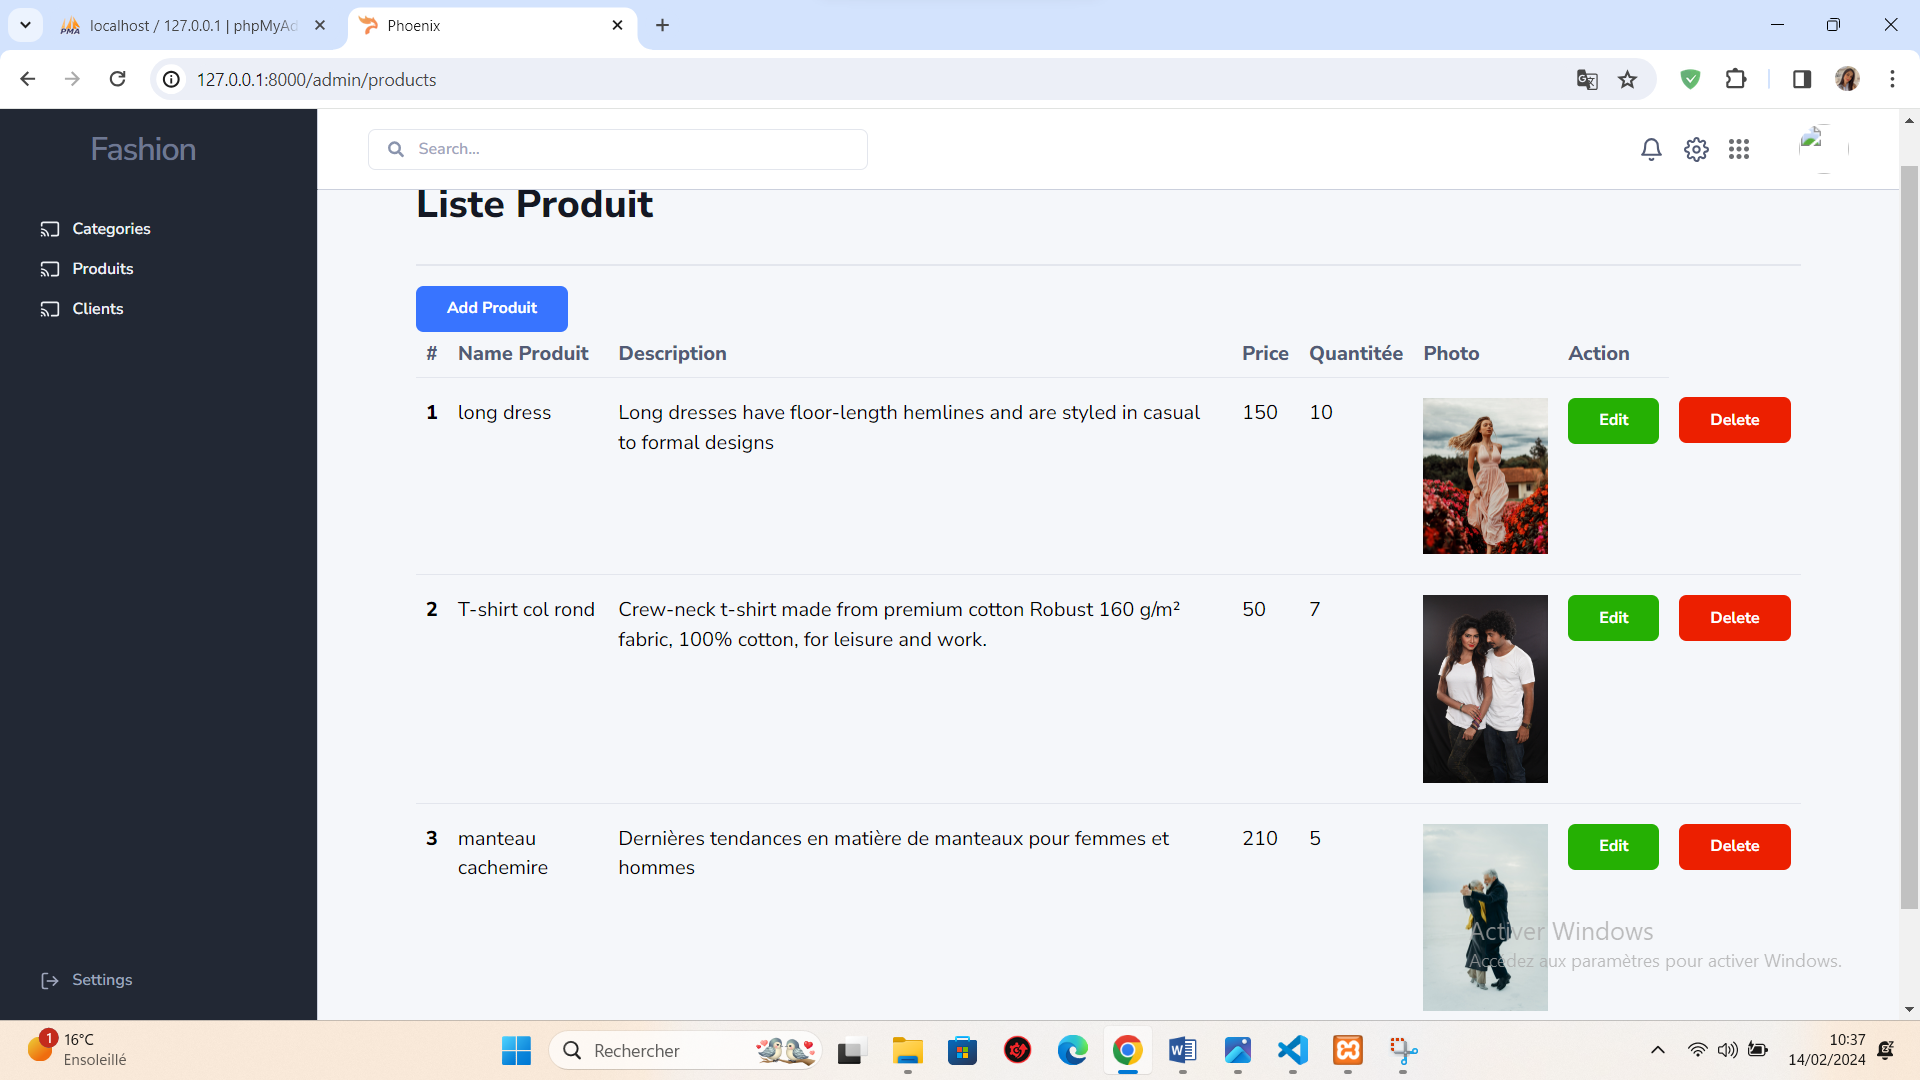 localhost / 127.0.0.1 | phpMyAd
Phoenix
127.0.0.1:8000/admin/products
Fashion
Search...
Categories
Produits
Clients
Settings
Liste Produit
Add Produit
# Name Produit Description Price Quantitée Photo Action
1 long dress Long dresses have floor-length hemlines and are styled in casual 150 10 Edit Delete
to formal designs
2 T-shirt col rond Crew-neck t-shirt made from premium cotton Robust 160 g/m² 50 7 Edit Delete
fabric, 100% cotton, for leisure and work.
3 manteau Dernières tendances en matière de manteaux pour femmes et 210 5 Edit Delete
cachemire hommes
Activer Windows
Accédez aux paramètres pour activer Windows.
1
16°C
Ensoleillé
Rechercher
10:37
14/02/2024